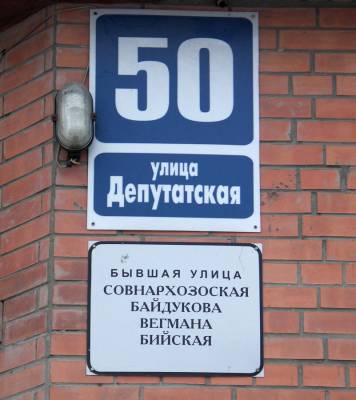 50
улица
Депутатская
БЫВШАЯ УЛИЦА
СОВНАРХОЗОСКАЯ
БАЙДУКОВА
ВЕГМАНА
БИЙСКАЯ